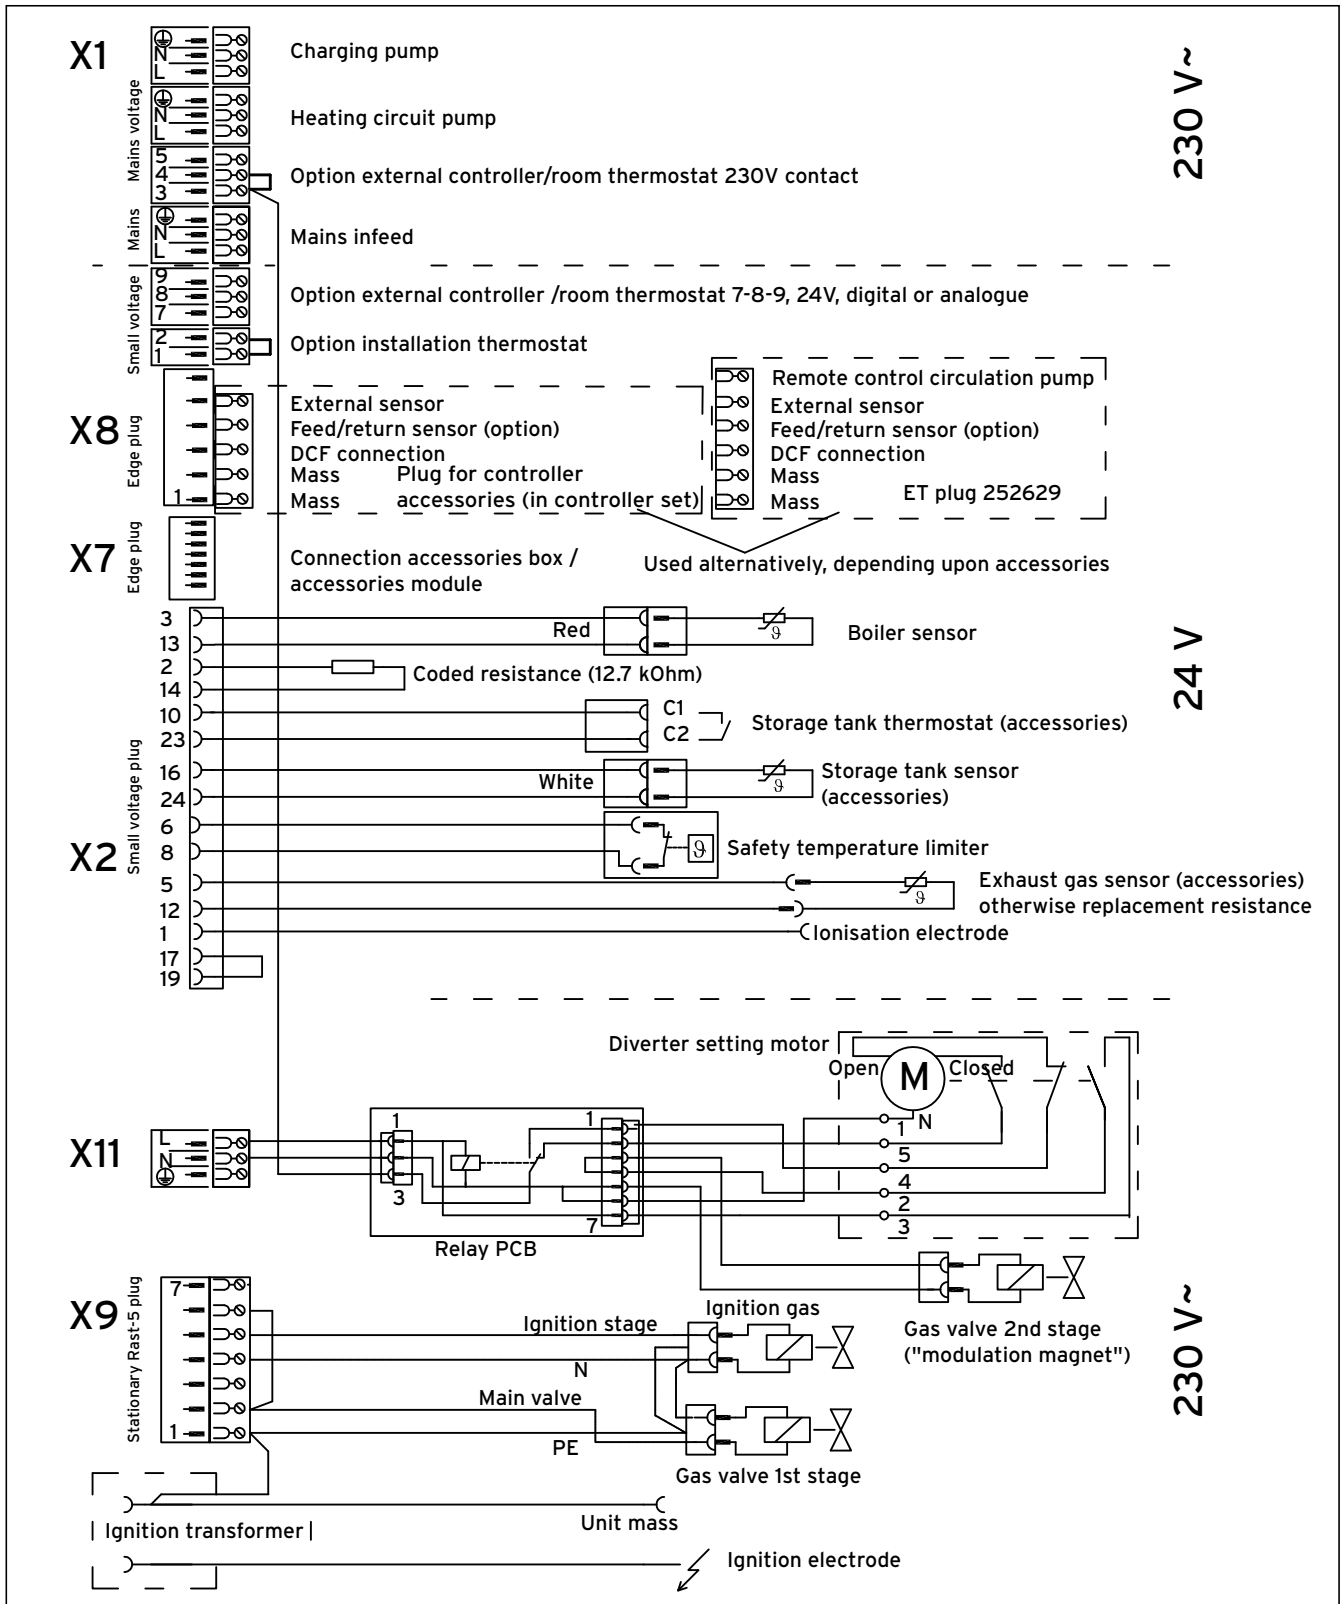 X1
Mains voltage
N
L
Charging pump
N
L
Heating circuit pump
5
4
3
Option external controller/room thermostat 230V contact
Mains
N
L
Mains infeed
230 V~
Small voltage
9
8
7
Option external controller /room thermostat 7-8-9, 24V, digital or analogue
2
1
Option installation thermostat
X8
Edge plug
1
External sensor
Feed/return sensor (option)
DCF connection
Mass
Mass
Plug for controller
accessories (in controller set)
Remote control circulation pump
External sensor
Feed/return sensor (option)
DCF connection
Mass
Mass
ET plug 252629
X7
Edge plug
Connection accessories box /
accessories module
Used alternatively, depending upon accessories
24 V
X2
Small voltage plug
3
13
Red
ϑ
Boiler sensor
2
14
Coded resistance (12.7 kOhm)
10
23
C1
C2
Storage tank thermostat (accessories)
16
24
White
ϑ
Storage tank sensor
(accessories)
6
8
ϑ
Safety temperature limiter
5
12
ϑ
Exhaust gas sensor (accessories)
otherwise replacement resistance
1
Ionisation electrode
17
19
Diverter setting motor
Open
M
Closed
N
1
5
4
2
3
X11
L
N
1
3
1
7
Relay PCB
230 V~
X9
Stationary Rast-5 plug
7
1
Ignition stage
Ignition gas
N
Main valve
PE
Gas valve 1st stage
Gas valve 2nd stage
("modulation magnet")
Ignition transformer
Unit mass
Ignition electrode